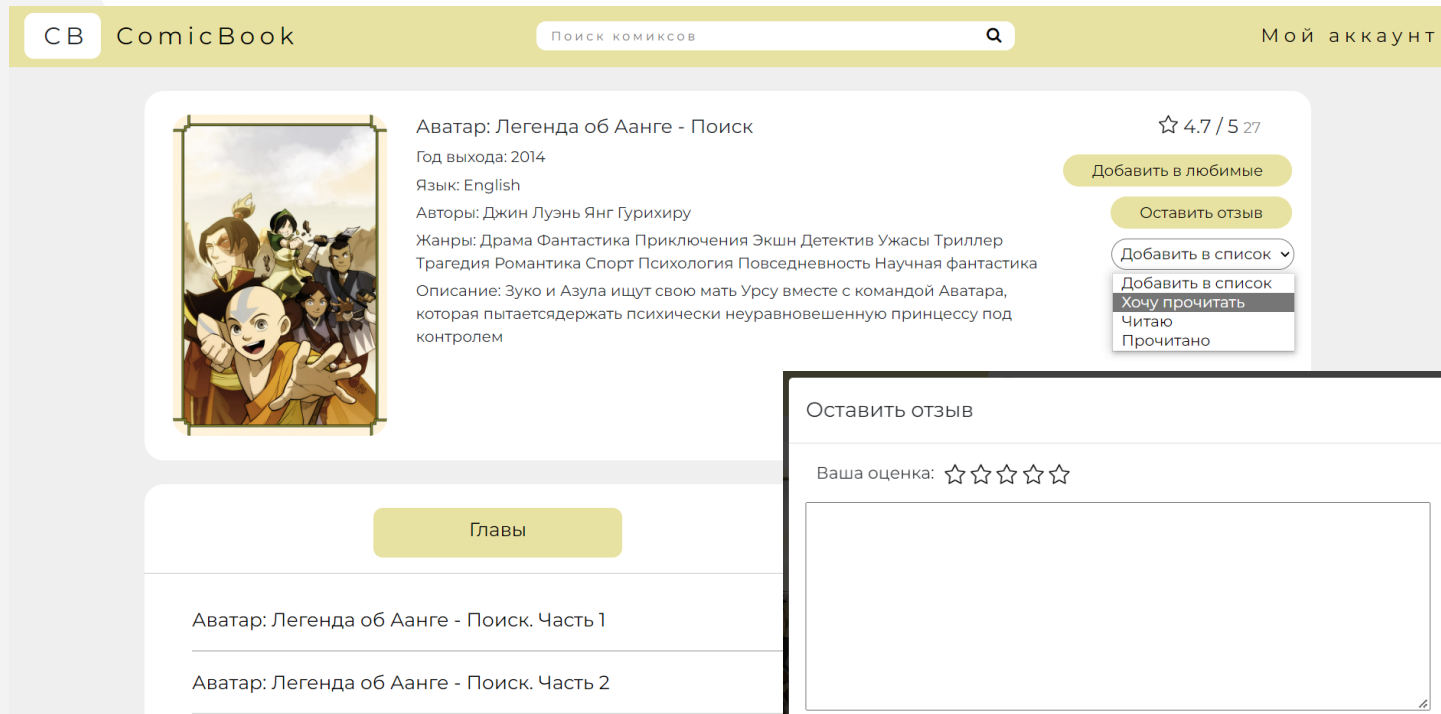 CB ComicBook
Поиск комиксов
Мой аккаунт
Аватар: Легенда об Аанге - Поиск
Год выхода: 2014
Язык: English
Авторы: Джин Луэнь Янг Гурихиру
Жанры: Драма Фантастика Приключения Экшн Детектив Ужасы Триллер
Трагедия Романтика Спорт Психология Повседневность Научная фантастика
Описание: Зуко и Азула ищут свою мать Урсу вместе с командой Аватара,
которая пытаетсядержать психически неуравновешенную принцессу под
контролем
4.7 / 5 27
Добавить в любимые
Оставить отзыв
Добавить в список
Добавить в список
Хочу прочитать
Читаю
Прочитано
Главы
Аватар: Легенда об Аанге - Поиск. Часть 1
Аватар: Легенда об Аанге - Поиск. Часть 2
Оставить отзыв
Ваша оценка: